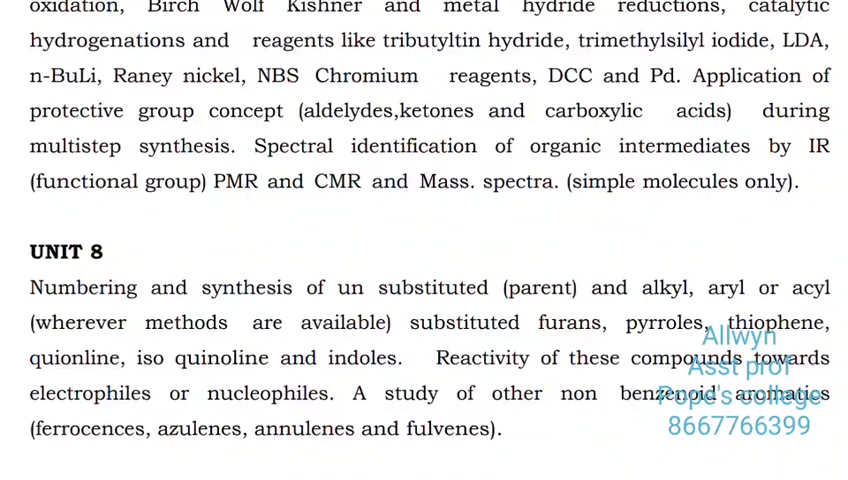 oxidation, Birch Wolf Kishner and metal hydride reductions, catalytic
hydrogenations and reagents like tributyltin hydride, trimethylsilyl iodide, LDA,
n-BuLi, Raney nickel, NBS Chromium reagents, DCC and Pd. Application of
protective group concept (aldelydes,ketones and carboxylic acids) during
multistep synthesis. Spectral identification of organic intermediates by IR
(functional group) PMR and CMR and Mass. spectra. (simple molecules only).
UNIT 8
Numbering and synthesis of un substituted (parent) and alkyl, aryl or acyl
(wherever methods are available) substituted furans, pyrroles, thiophene,
quionline, iso quinoline and indoles. Reactivity of these compounds towards
electrophiles or nucleophiles. A study of other non benzenoid aromatics
(ferrocences, azulenes, annulenes and fulvenes).
Allwyn
Asst prof
Pope's college
8667766399